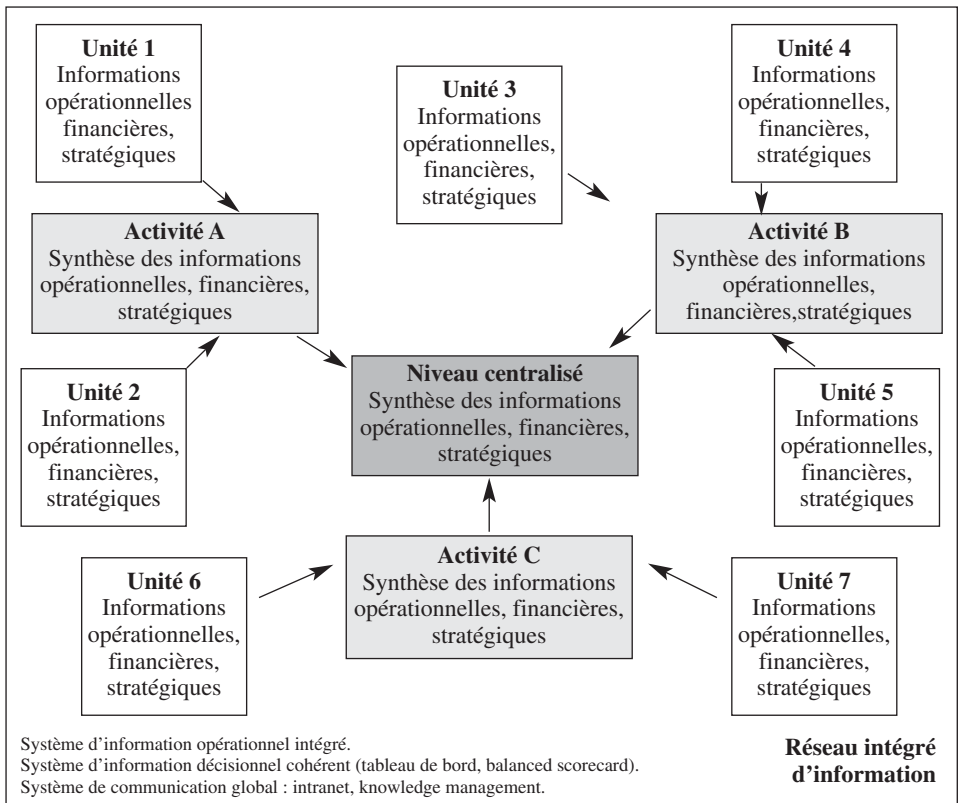 Unité 1
Informations
opérationnelles
financières,
stratégiques
Unité 3
Informations
opérationnelles,
financières,
stratégiques
Unité 4
Informations
opérationnelles,
financières,
stratégiques
Activité A
Synthèse des informations
opérationnelles, financières,
stratégiques
Activité B
Synthèse des informations
opérationnelles,
financières,stratégiques
Unité 2
Informations
opérationnelles,
financières,
stratégiques
Niveau centralisé
Synthèse des informations
opérationnelles, financières,
stratégiques
Unité 5
Informations
opérationnelles,
financières,
stratégiques
Unité 6
Informations
opérationnelles,
financières,
stratégiques
Activité C
Synthèse des informations
opérationnelles, financières,
stratégiques
Unité 7
Informations
opérationnelles,
financières,
stratégiques
Système d'information opérationnel intégré.
Système d'information décisionnel cohérent (tableau de bord, balanced scorecard).
Système de communication global : intranet, knowledge management.
Réseau intégré
d'information